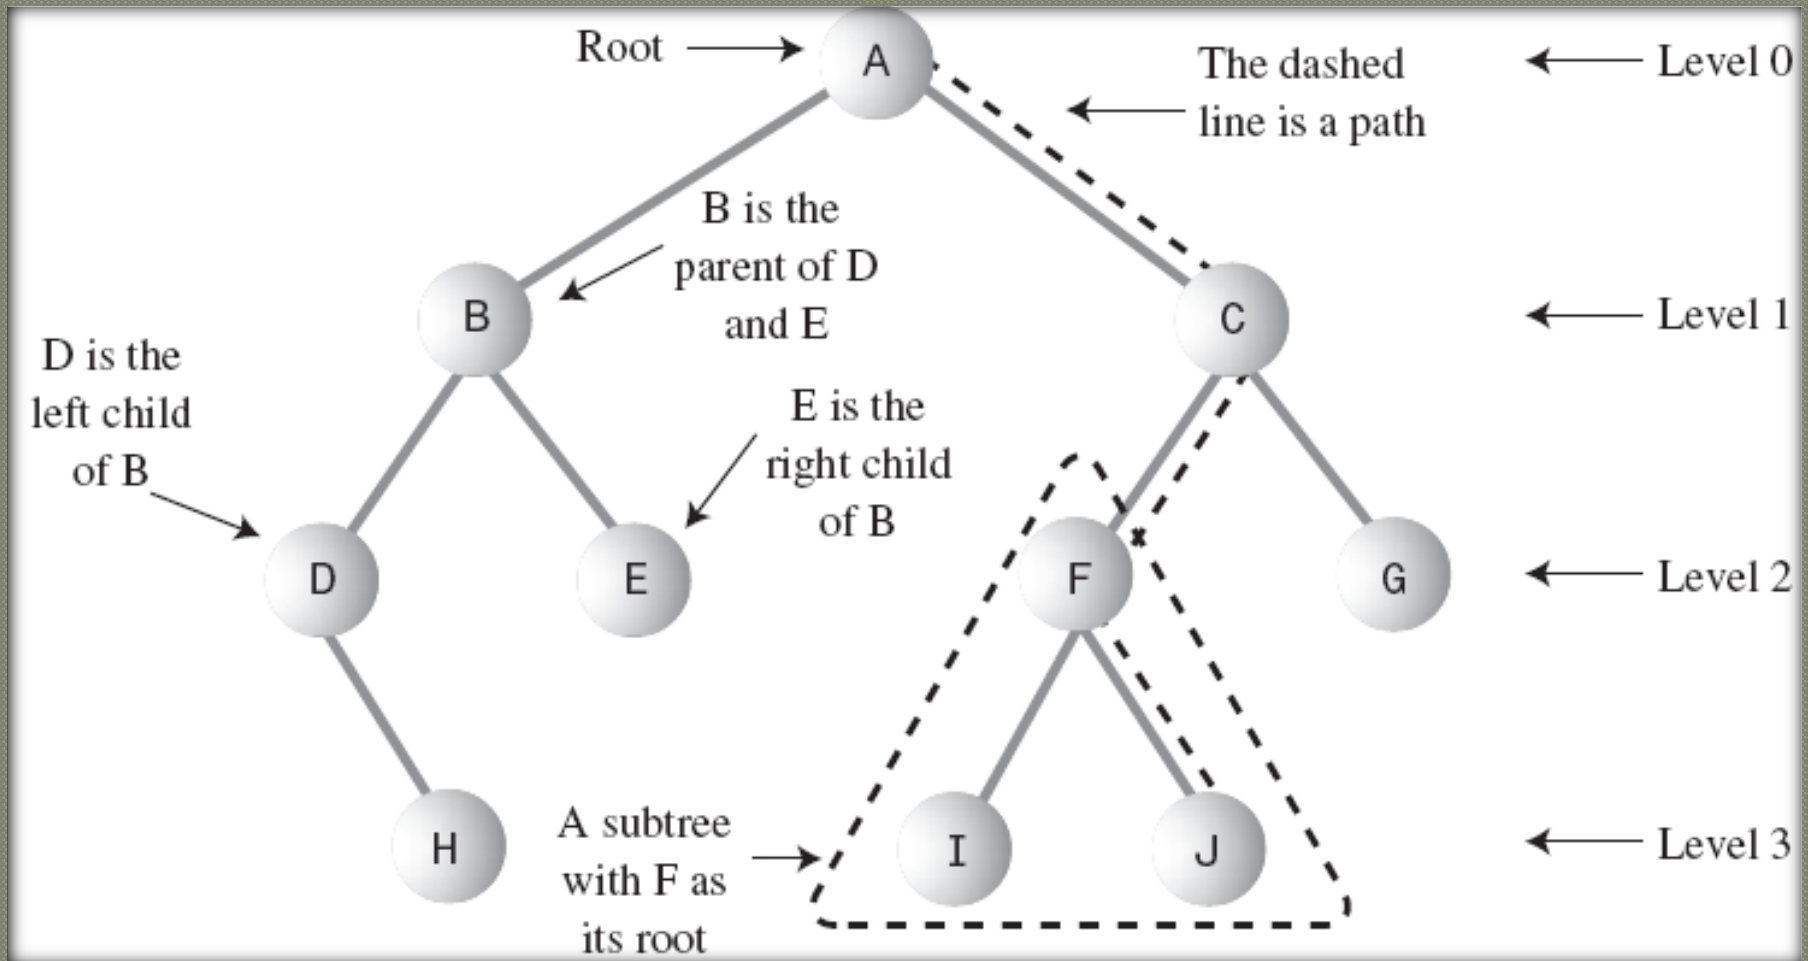 Root
A
The dashed
line is a path
Level 0
B is the
parent of D
and E
B
C
Level 1
D is the
left child
of B
E is the
right child
of B
D
E
F
G
Level 2
A subtree
with F as
its root
H
I
J
Level 3